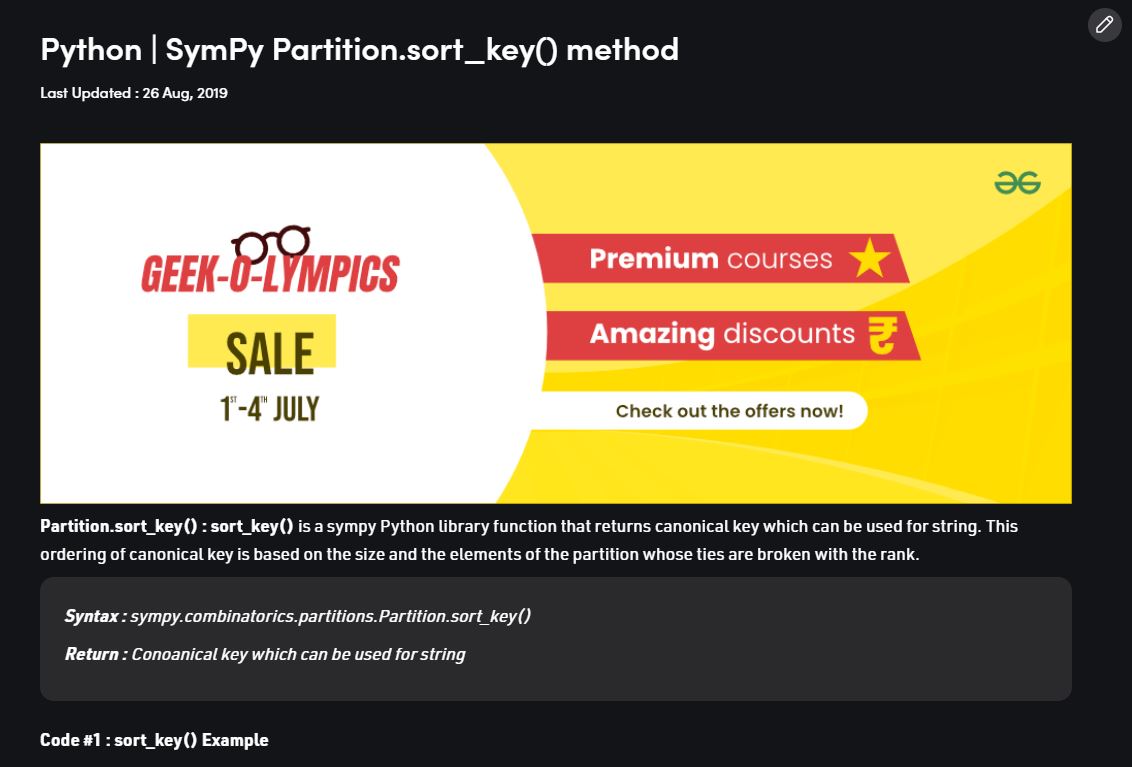 Python | SymPy Partition.sort_key() method
Last Updated : 26 Aug, 2019
GEEK-O-LYMPICS
SALE
1ST-4TH JULY
Premium courses
Amazing discounts ₹
Check out the offers now!
Partition.sort_key() : sort_key() is a sympy Python library function that returns canonical key which can be used for string. This
ordering of canonical key is based on the size and the elements of the partition whose ties are broken with the rank.
Syntax : sympy.combinatorics.partitions.Partition.sort_key()
Return : Conoanical key which can be used for string
Code #1 : sort_key() Example